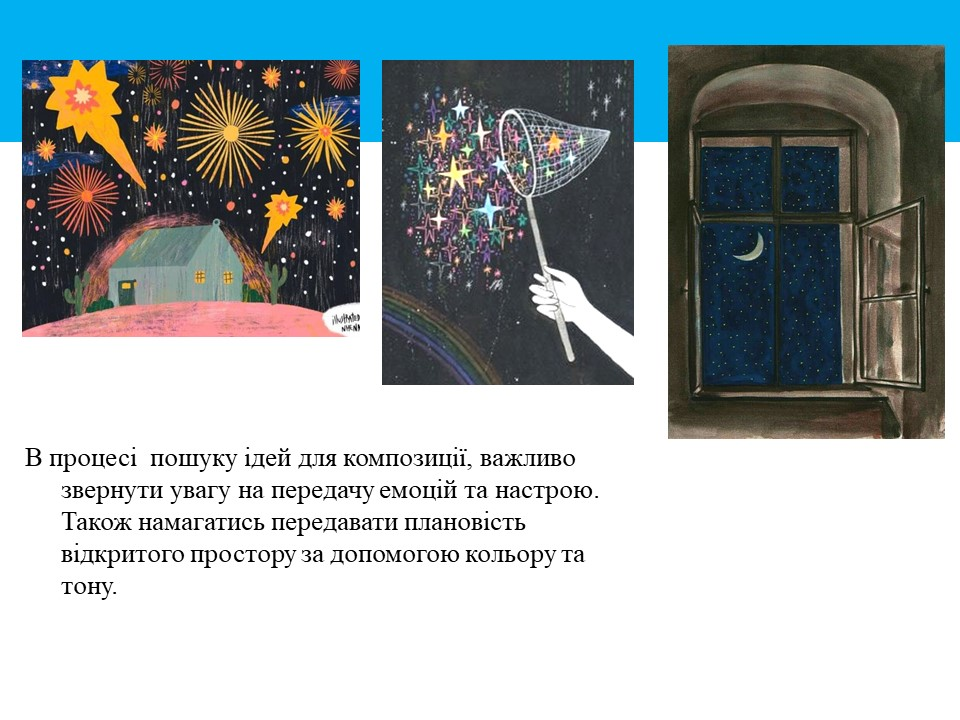 В процесі пошуку ідей для композиції, важливо
звернути увагу на передачу емоцій та настрою.
Також намагатись передавати плановість
відкритого простору за допомогою кольору та
тону.